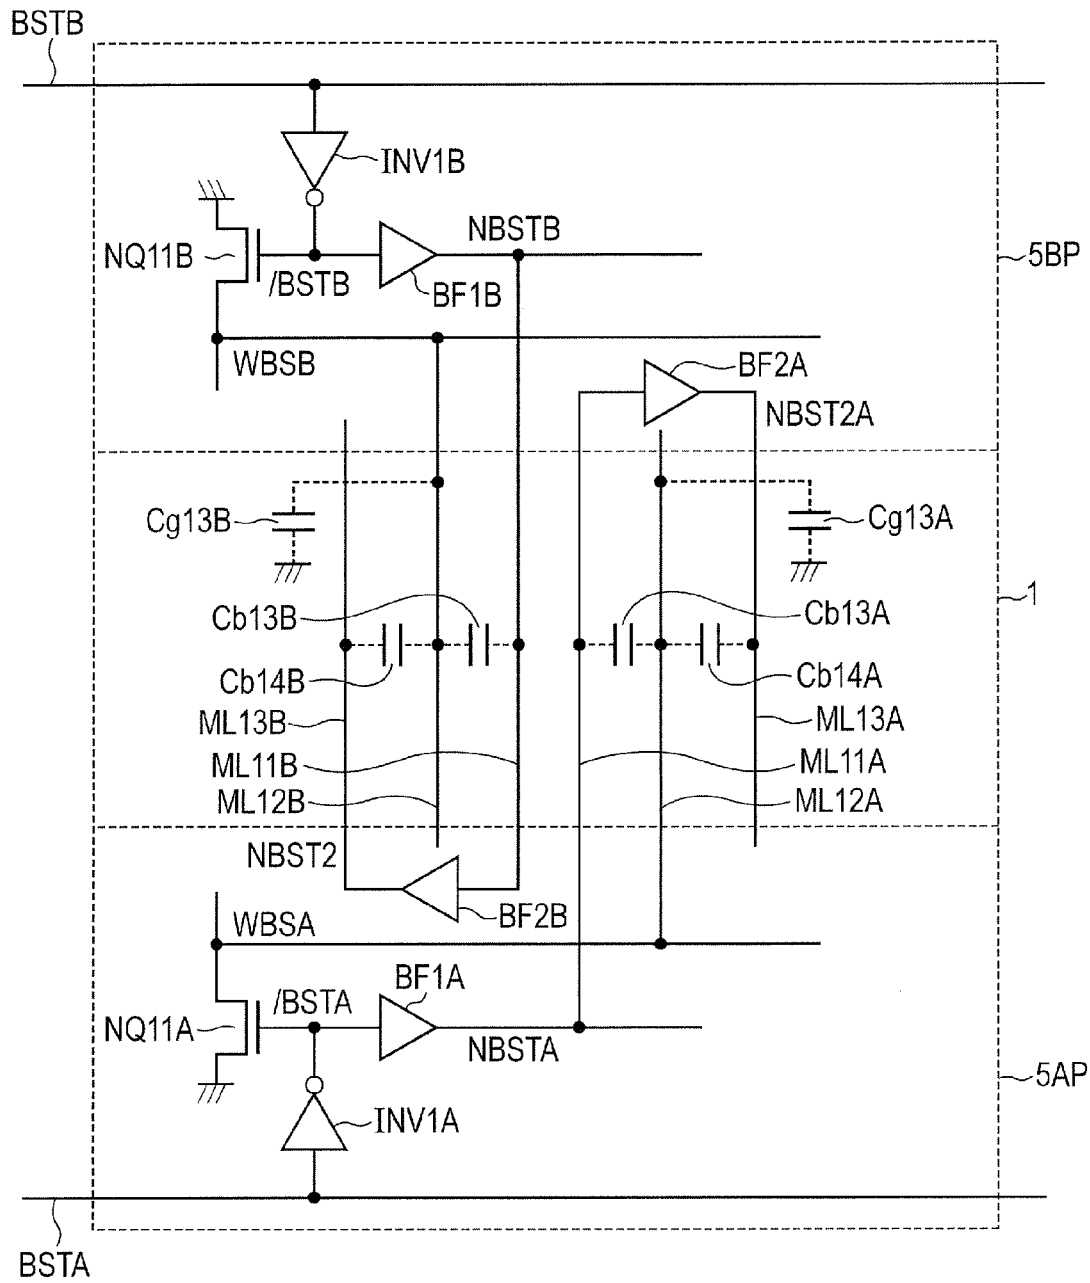 BSTB
INV1B
NQ11B
NBSTB
/BSTB
BF1B
5BP
WBSB
BF2A
NBST2A
Cg13B
Cg13A
1
Cb13B
Cb13A
Cb14B
Cb14A
ML13B
ML13A
ML11B
ML11A
ML12B
ML12A
NBST2
BF2B
WBSA
BF1A
/BSTA
NQ11A
NBSTA
5AP
INV1A
BSTA